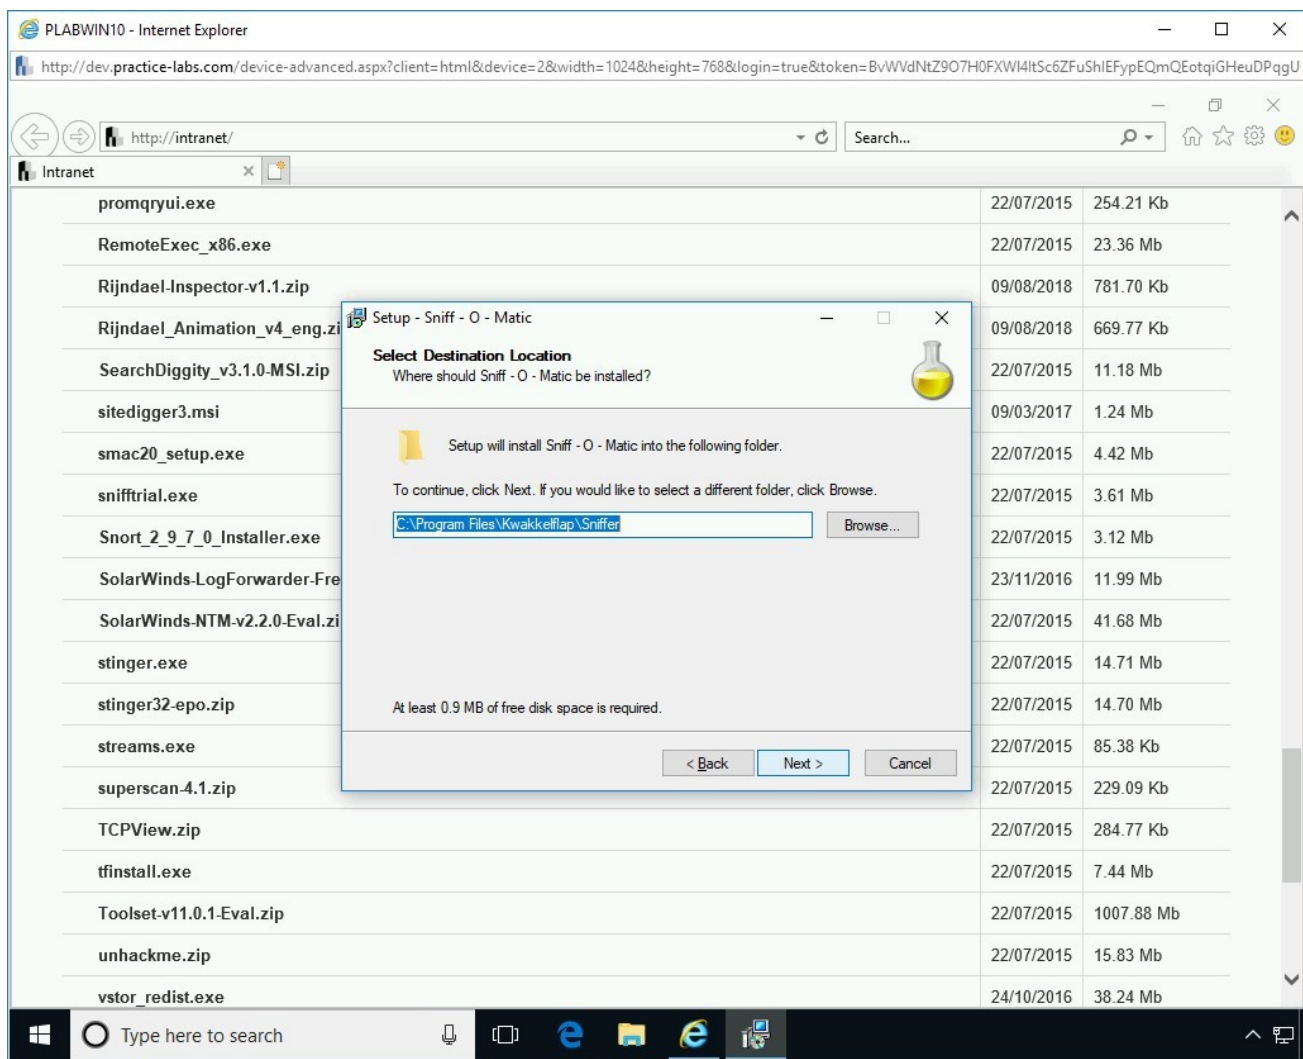 PLABWIN10 - Internet Explorer
http://dev.practice-labs.com/device-advanced.aspx?client=html&device=2&width=1024&height=768&login=true&token=BvWVdNtZ9O7H0FXWI4ItSc6ZFuShIEFypEQmQEotqiGHeuDPqgU
http://intranet/
Search...
Intranet
promqryui.exe 22/07/2015 254.21 Kb
RemoteExec_x86.exe 22/07/2015 23.36 Mb
Rijndael-Inspector-v1.1.zip 09/08/2018 781.70 Kb
Rijndael_Animation_v4_eng.zi 09/08/2018 669.77 Kb
SearchDiggity_v3.1.0-MSI.zip 22/07/2015 11.18 Mb
sitedigger3.msi 09/03/2017 1.24 Mb
smac20_setup.exe 22/07/2015 4.42 Mb
snifftrial.exe 22/07/2015 3.61 Mb
Snort_2_9_7_0_Installer.exe 22/07/2015 3.12 Mb
SolarWinds-LogForwarder-Fre 23/11/2016 11.99 Mb
SolarWinds-NTM-v2.2.0-Eval.zi 22/07/2015 41.68 Mb
stinger.exe 22/07/2015 14.71 Mb
stinger32-epo.zip 22/07/2015 14.70 Mb
streams.exe 22/07/2015 85.38 Kb
superscan-4.1.zip 22/07/2015 229.09 Kb
TCPView.zip 22/07/2015 284.77 Kb
tfinstall.exe 22/07/2015 7.44 Mb
Toolset-v11.0.1-Eval.zip 22/07/2015 1007.88 Mb
unhackme.zip 22/07/2015 15.83 Mb
vstor_redist.exe 24/10/2016 38.24 Mb
Setup - Sniff - O - Matic
Select Destination Location
Where should Sniff - O - Matic be installed?
Setup will install Sniff - O - Matic into the following folder.
To continue, click Next. If you would like to select a different folder, click Browse.
C:\Program Files\Kwakkelflap\Sniffer
Browse...
At least 0.9 MB of free disk space is required.
< Back Next > Cancel
Type here to search